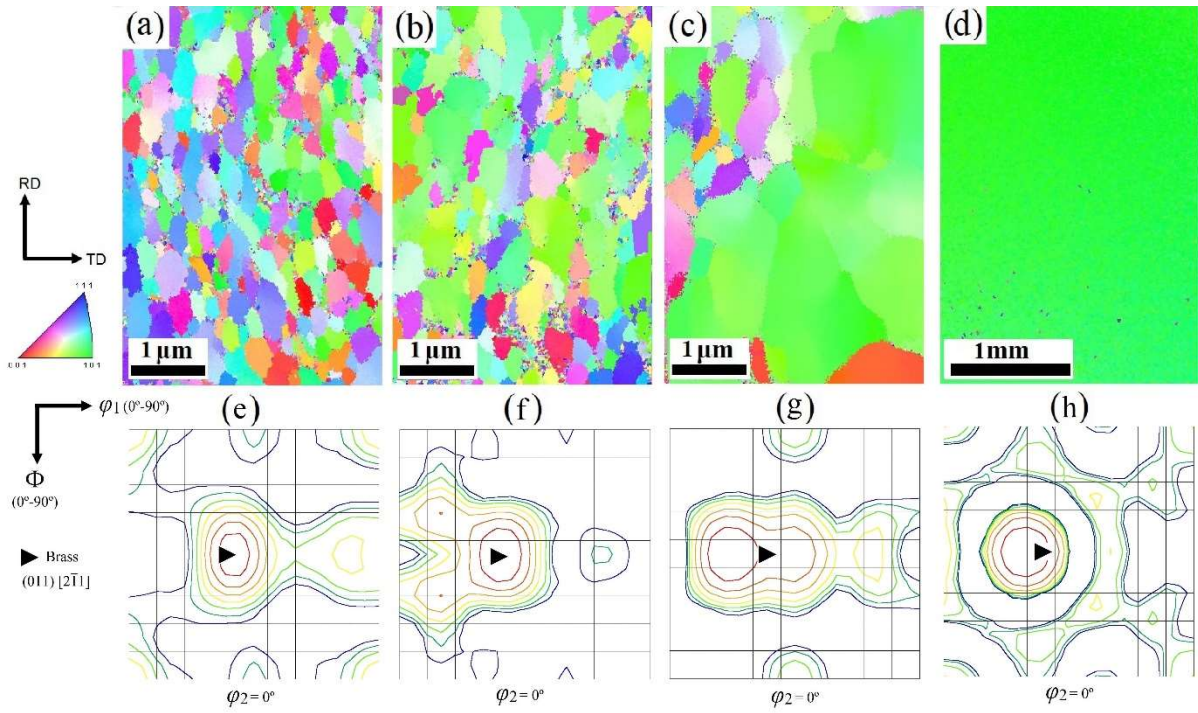 (a)
(b)
(c)
(d)
RD
TD
1 1 1
0 0 1
1 0 1
1 μm
1 μm
1 μm
1mm
(e)
(f)
(g)
(h)
φ1 (0º-90º)
Φ
(0º-90º)
Brass
(011) [21̄1]
φ2 = 0º
φ2 = 0º
φ2 = 0º
φ2 = 0º